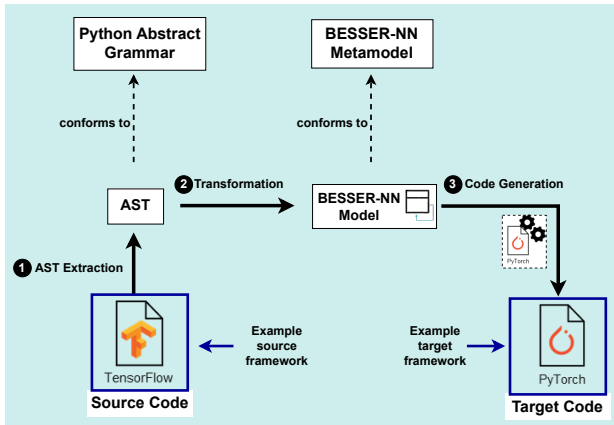 Python Abstract
Grammar
BESSER-NN
Metamodel
conforms to
conforms to
2 Transformation
3 Code Generation
AST
BESSER-NN
Model
PyTorch
1 AST Extraction
TensorFlow
Source Code
Example
source
framework
Example
target
framework
PyTorch
Target Code